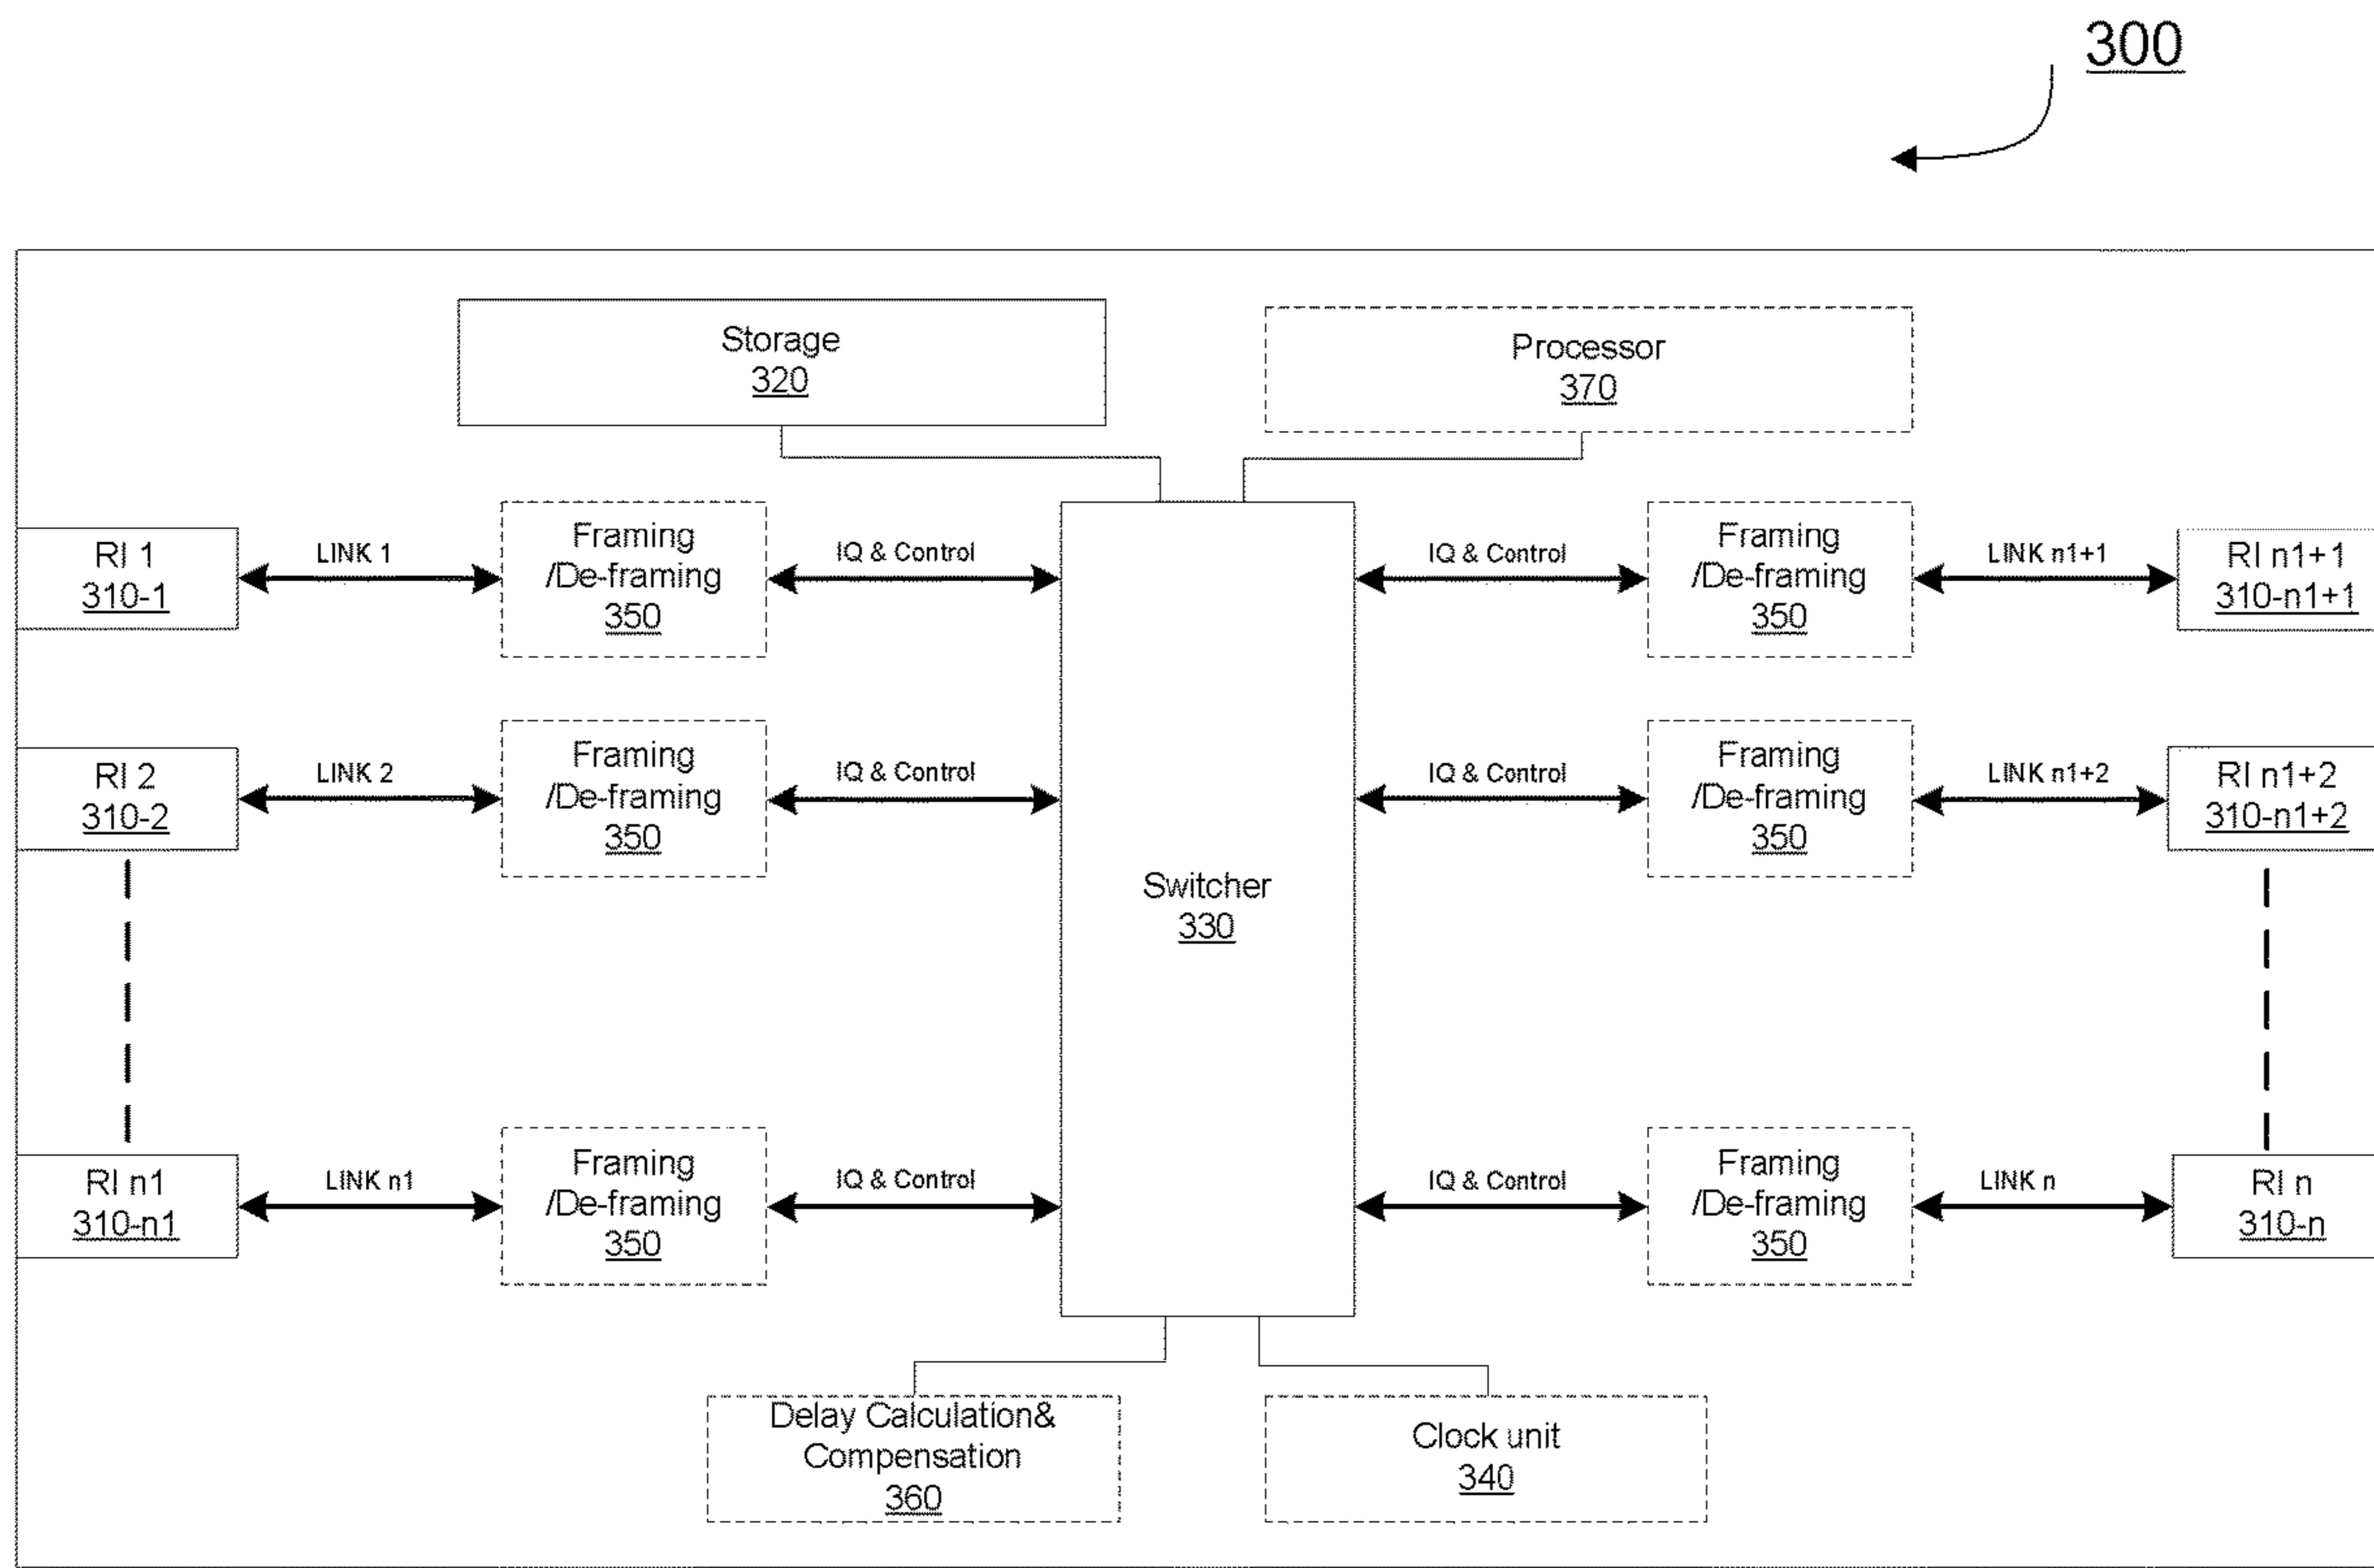 300
Storage
320
Processor
370
RI 1
310-1
LINK 1
Framing
/De-framing
350
IQ & Control
IQ & Control
Framing
/De-framing
350
LINK n1+1
RI n1+1
310-n1+1
RI 2
310-2
LINK 2
Framing
/De-framing
350
IQ & Control
Switcher
330
IQ & Control
Framing
/De-framing
350
LINK n1+2
RI n1+2
310-n1+2
RI n1
310-n1
LINK n1
Framing
/De-framing
350
IQ & Control
IQ & Control
Framing
/De-framing
350
LINK n
RI n
310-n
Delay Calculation&
Compensation
360
Clock unit
340